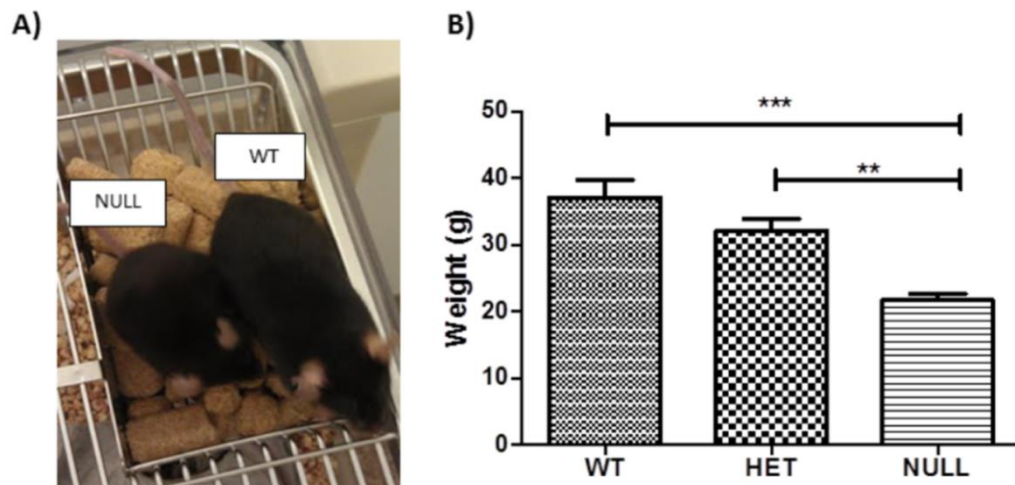 A)
WT
NULL
B)
***
**
50
40
30
20
10
0
Weight (g)
WT HET NULL